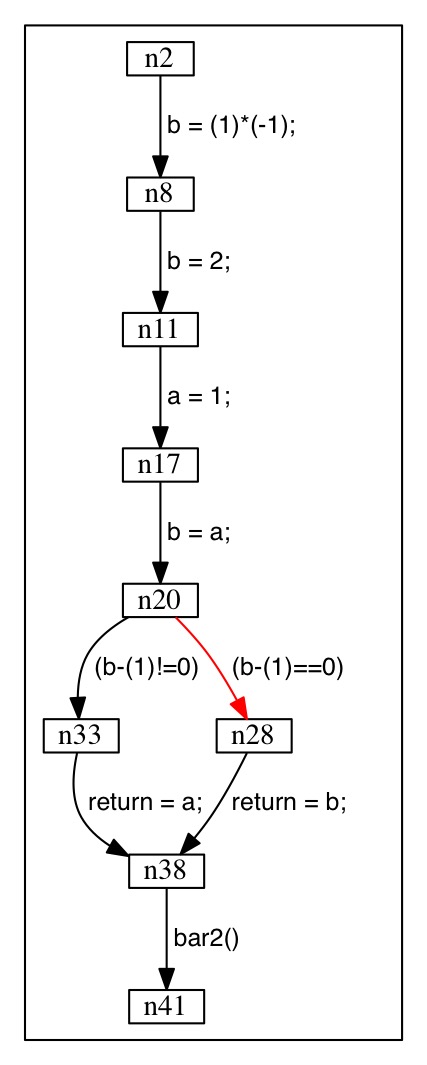 n2
b = (1)*(-1);
n8
b = 2;
n11
a = 1;
n17
b = a;
n20
(b-(1)!=0) (b-(1)==0)
n33 n28
return = a; return = b;
n38
bar2()
n41